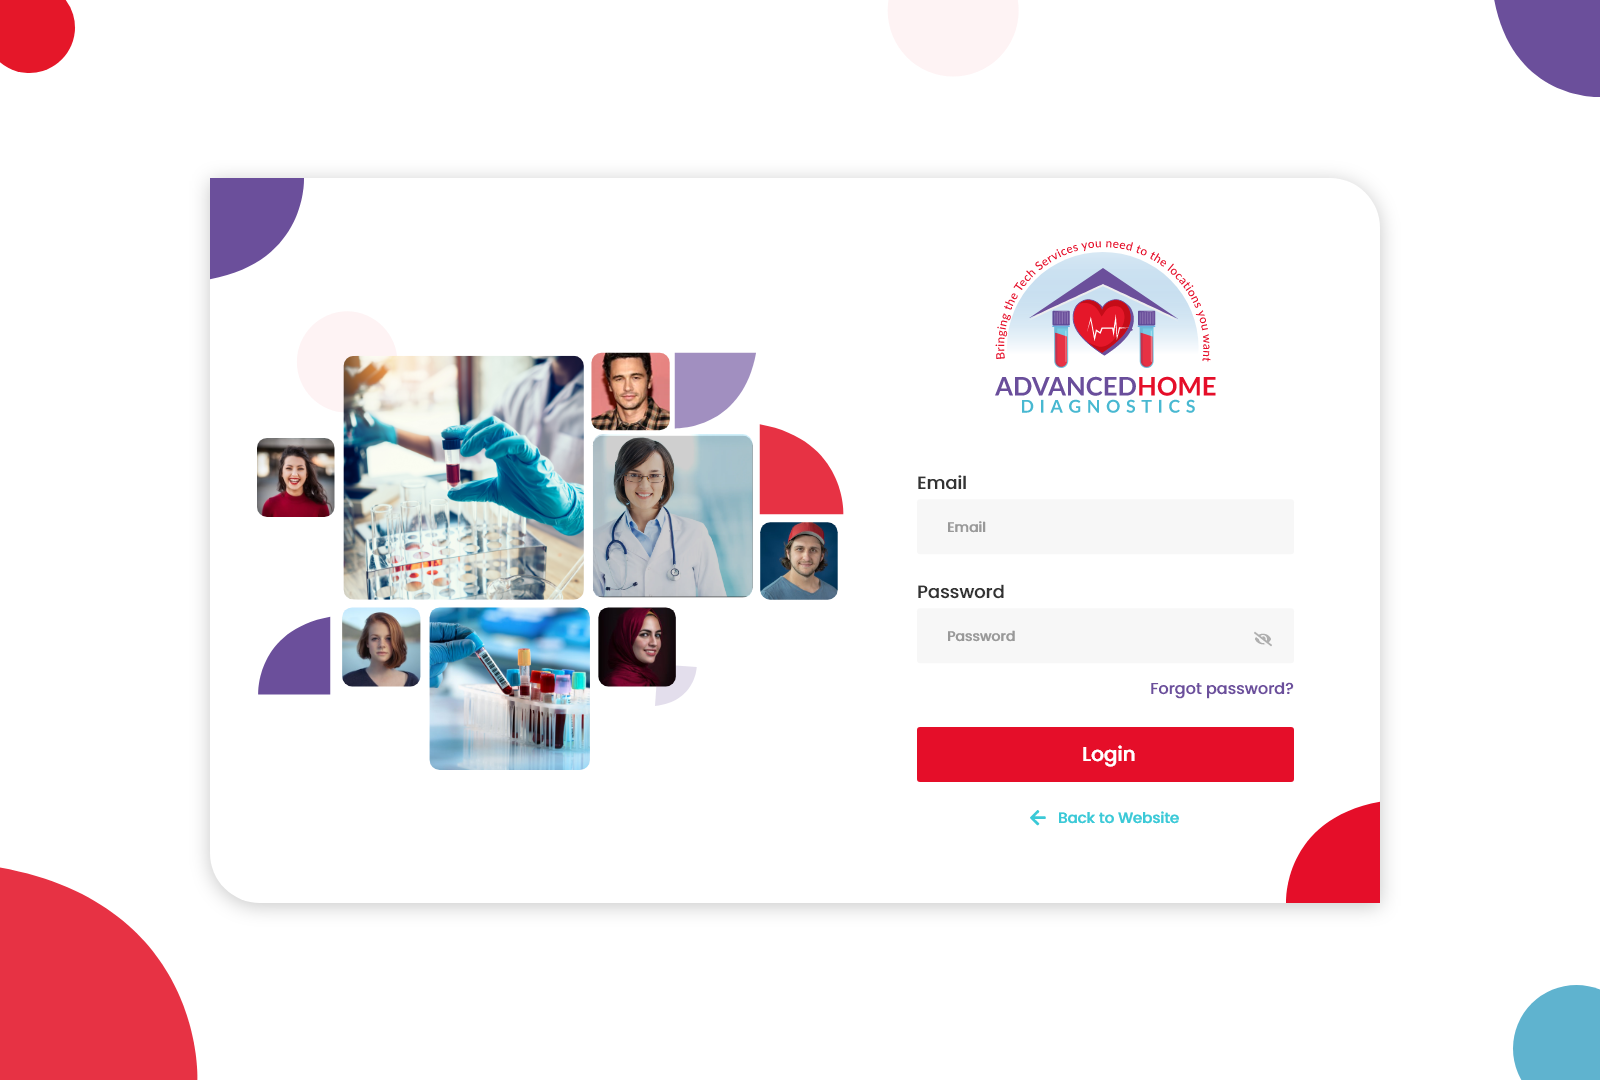 Bringing the Tech Services you need to the locations you want
ADVANCEDHOME
DIAGNOSTICS
Email
Email
Password
Password
Forgot password?
Login
Back to Website